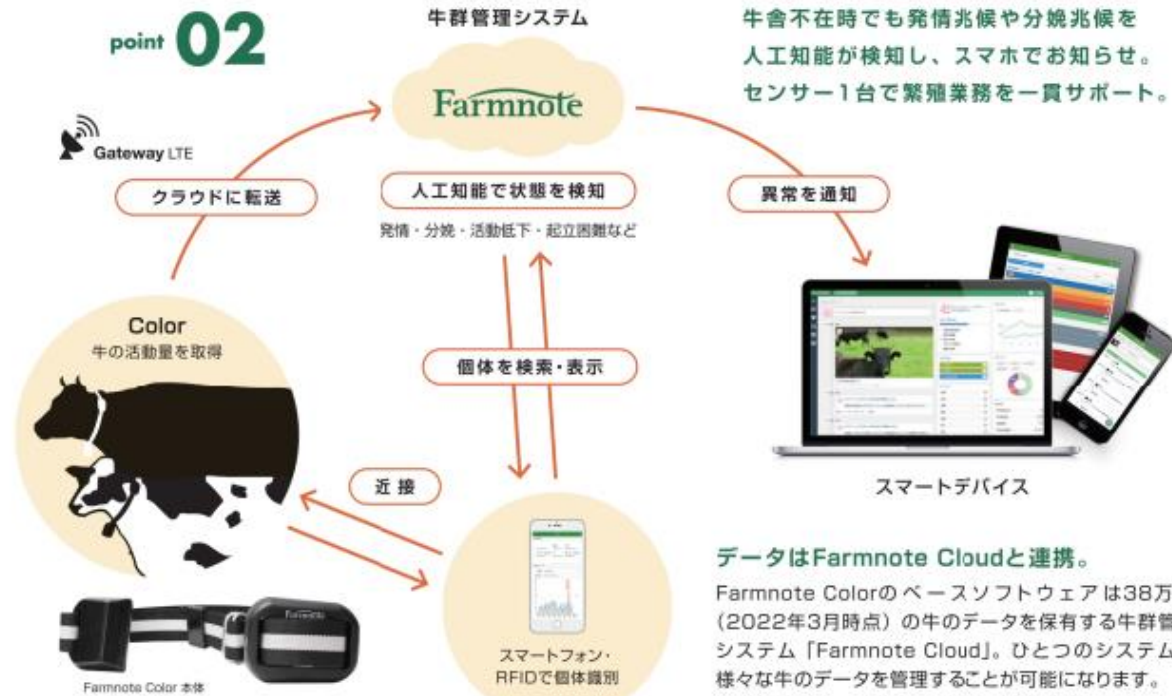 point 02
牛群管理システム
Farmnote
牛舎不在時でも発情兆候や分娩兆候を
人工知能が検知し、スマホでお知らせ。
センサー1台で繁殖業務を一貫サポート。
Gateway LTE
クラウドに転送
人工知能で状態を検知
発情・分娩・活動低下・起立困難など
異常を通知
Color
牛の活動量を取得
個体を検索・表示
近接
スマートデバイス
スマートフォン・
RFIDで個体識別
Farmnote
Farmnote Color 本体
データはFarmnote Cloudと連携。
Farmnote Colorのベースソフトウェアは38万
(2022年3月時点)の牛のデータを保有する牛群管
システム「Farmnote Cloud」。ひとつのシステム
様々な牛のデータを管理することが可能になります。